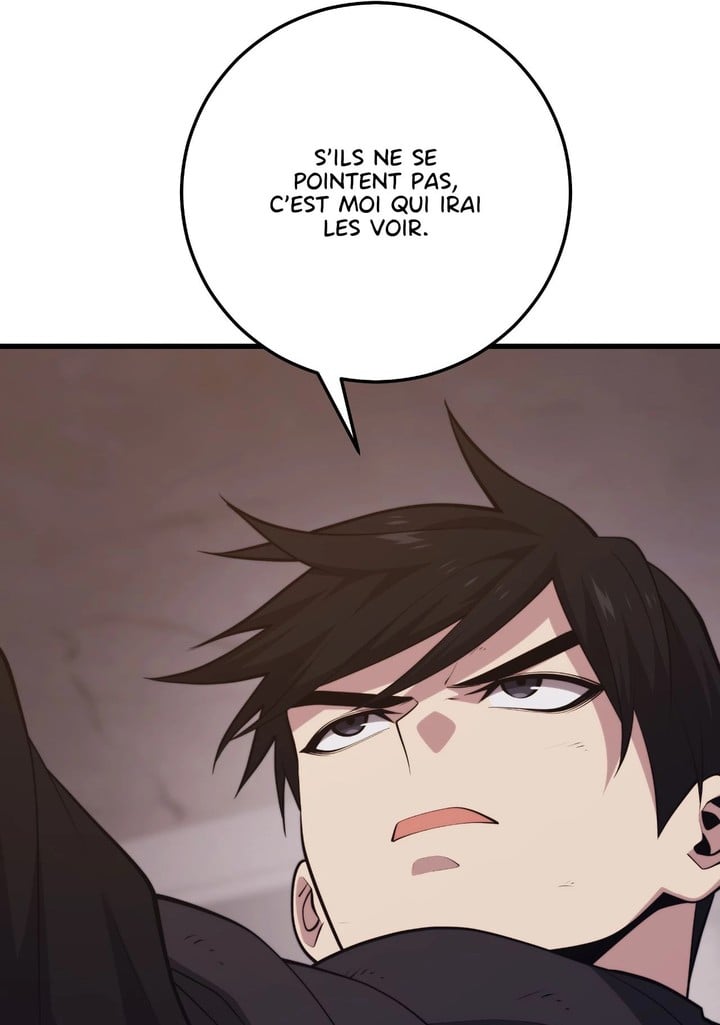 S'ILS NE SE
POINTENT PAS,
C'EST MOI QUI IRAI
LES VOIR.